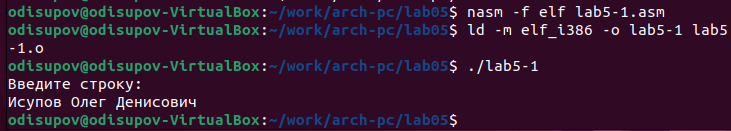 odisupov@odisupov-VirtualBox:~/work/arch-pc/lab05$ nasm -f elf lab5-1.asm
odisupov@odisupov-VirtualBox:~/work/arch-pc/lab05$ ld -m elf_i386 -o lab5-1 lab5
-1.o
odisupov@odisupov-VirtualBox:~/work/arch-pc/lab05$ ./lab5-1
Введите строку:
Исупов Олег Денисович
odisupov@odisupov-VirtualBox:~/work/arch-pc/lab05$